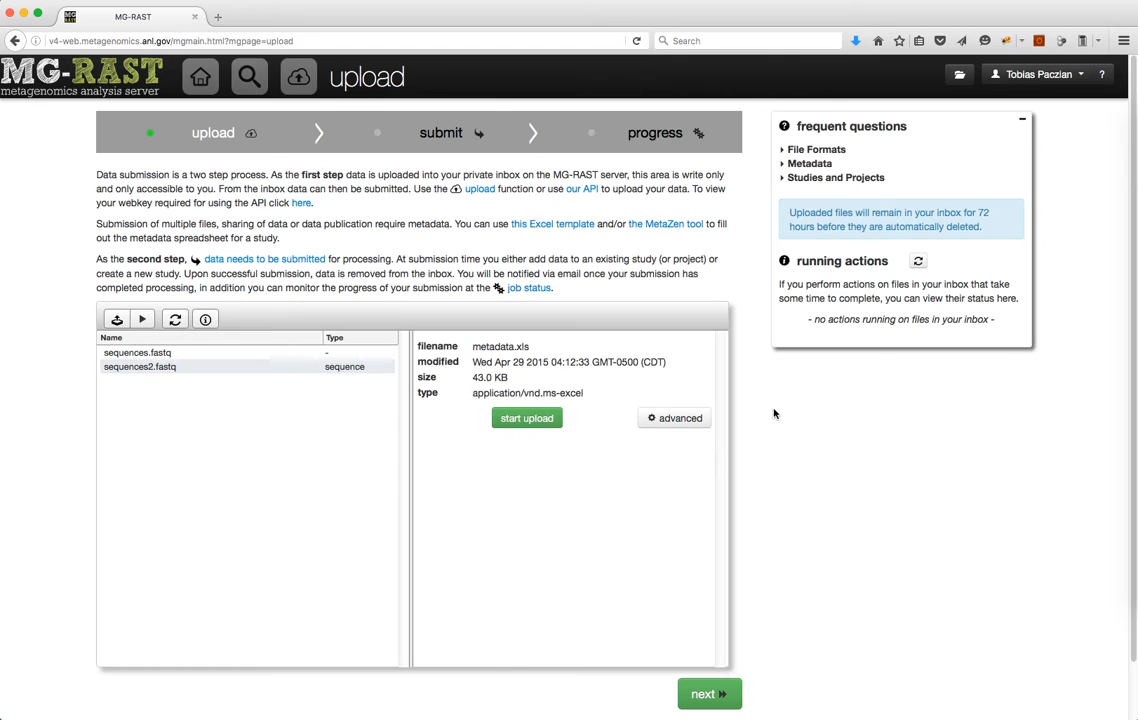 MG-RAST
v4-web.metagenomics.anl.gov/mgmain.html?mgpage=upload
Search
MG-RAST
metagenomics analysis server
upload
Tobias Paczian
?
upload
submit
progress
Data submission is a two step process. As the first step data is uploaded into your private inbox on the MG-RAST server, this area is write only
and only accessible to you. From the inbox data can then be submitted. Use the upload function or use our API to upload your data. To view
your webkey required for using the API click here.
Submission of multiple files, sharing of data or data publication require metadata. You can use this Excel template and/or the MetaZen tool to fill
out the metadata spreadsheet for a study.
As the second step, data needs to be submitted for processing. At submission time you either add data to an existing study (or project) or
create a new study. Upon successful submission, data is removed from the inbox. You will be notified via email once your submission has
completed processing, in addition you can monitor the progress of your submission at the job status.
Name Type
sequences.fastq -
sequences2.fastq sequence
filename metadata.xls
modified Wed Apr 29 2015 04:12:33 GMT-0500 (CDT)
size 43.0 KB
type application/vnd.ms-excel
start upload
advanced
next
frequent questions
File Formats
Metadata
Studies and Projects
Uploaded files will remain in your inbox for 72
hours before they are automatically deleted.
running actions
If you perform actions on files in your inbox that take
some time to complete, you can view their status here.
- no actions running on files in your inbox -